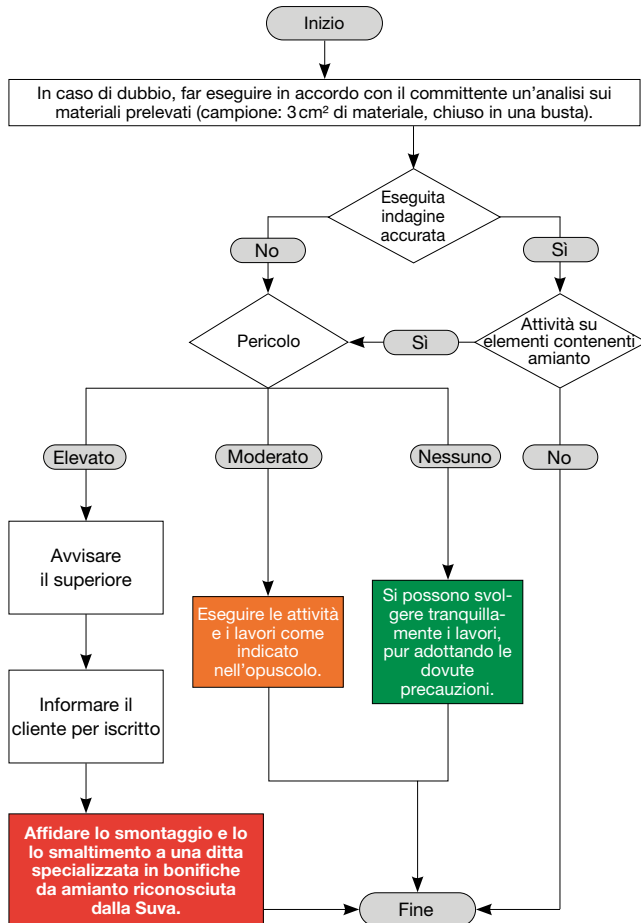 Inizio
In caso di dubbio, far eseguire in accordo con il committente un'analisi sui
materiali prelevati (campione: 3 cm² di materiale, chiuso in una busta).
Eseguita
indagine
accurata
No
Sì
Pericolo
Sì
Attività su
elementi contenenti
amianto
Elevato
Moderato
Nessuno
No
Avvisare
il superiore
Eseguire le attività
e i lavori come
indicato
nell'opuscolo.
Si possono svol-
gere tranquilla-
mente i lavori,
pur adottando le
dovute
precauzioni.
Informare il
cliente per iscritto
Affidare lo smontaggio e lo
lo smaltimento a una ditta
specializzata in bonifiche
da amianto riconosciuta
dalla Suva.
Fine